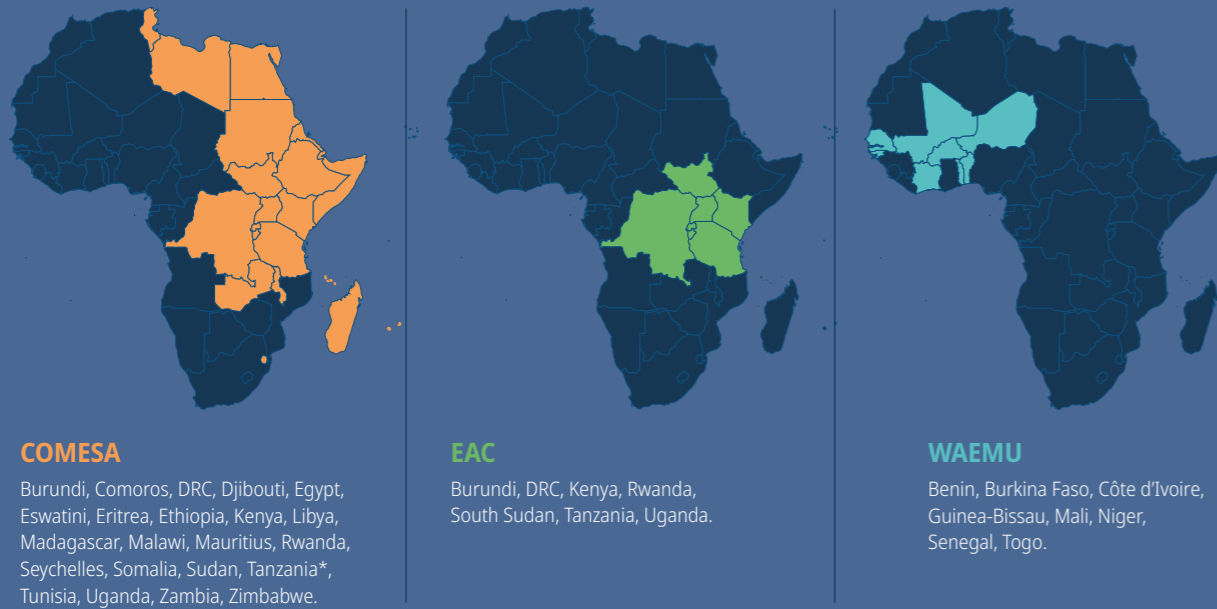 COMESA
Burundi, Comoros, DRC, Djibouti, Egypt,
Eswatini, Eritrea, Ethiopia, Kenya, Libya,
Madagascar, Malawi, Mauritius, Rwanda,
Seychelles, Somalia, Sudan, Tanzania*,
Tunisia, Uganda, Zambia, Zimbabwe.
EAC
Burundi, DRC, Kenya, Rwanda,
South Sudan, Tanzania, Uganda.
WAEMU
Benin, Burkina Faso, Côte d’Ivoire,
Guinea-Bissau, Mali, Niger,
Senegal, Togo.